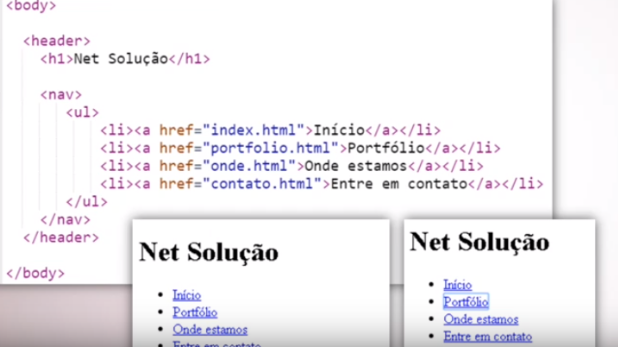 <body>
<header>
<h1>Net Solução</h1>
<nav>
<ul>
<li><a href="index.html">Início</a></li>
<li><a href="portfolio.html">Portfólio</a></li>
<li><a href="onde.html">Onde estamos</a></li>
<li><a href="contato.html">Entre em contato</a></li>
</ul>
</nav>
</header>
</body>
Net Solução
Início
Portfólio
Onde estamos
Entre em contato
Net Solução
Início
Portfólio
Onde estamos
Entre em contato